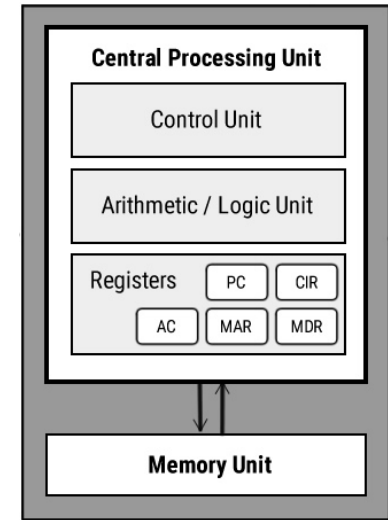 Central Processing Unit
Control Unit
Arithmetic / Logic Unit
Registers PC CIR
AC MAR MDR
Memory Unit